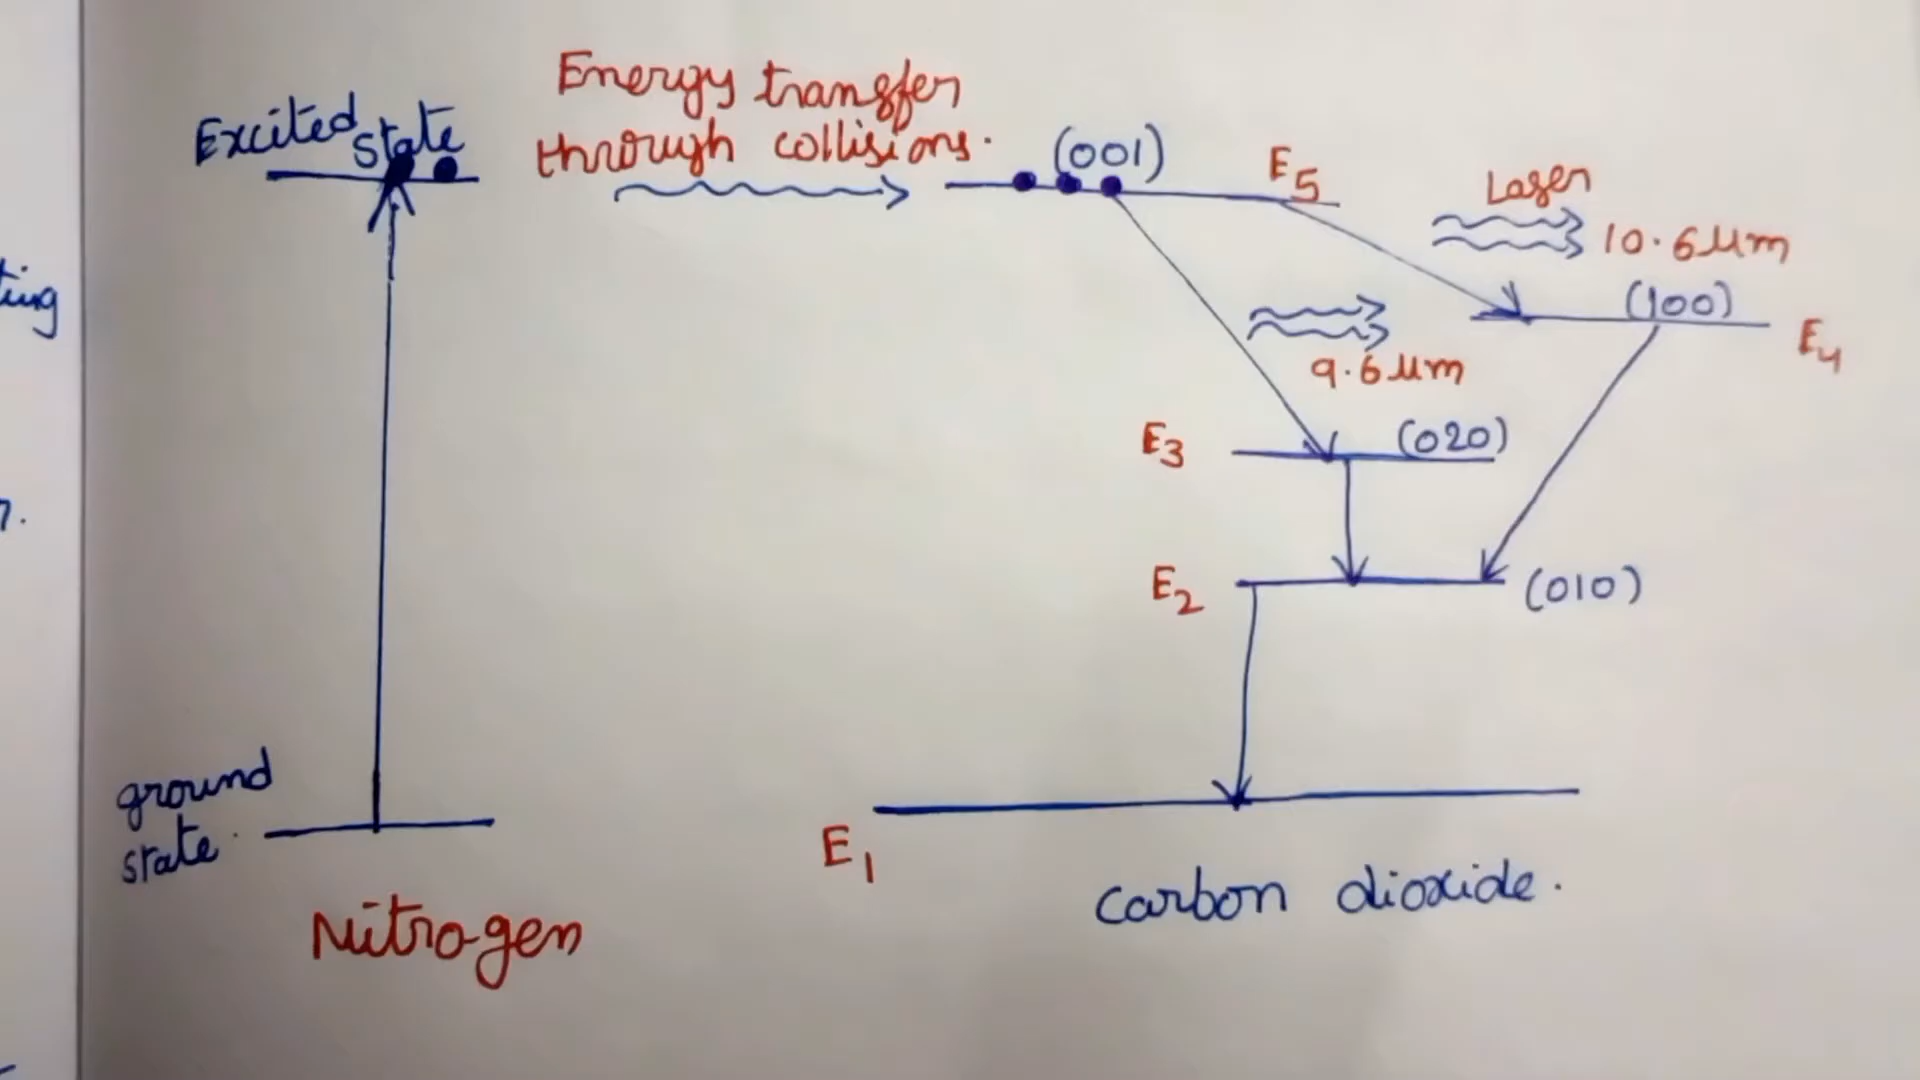 Energy transfer
through collisions.
Excited state
(001)
E5
Laser
10.6 μm
(100)
E4
9.6 μm
E3
(020)
E2
(010)
ground
state.
E1
Carbon dioxide.
Nitrogen